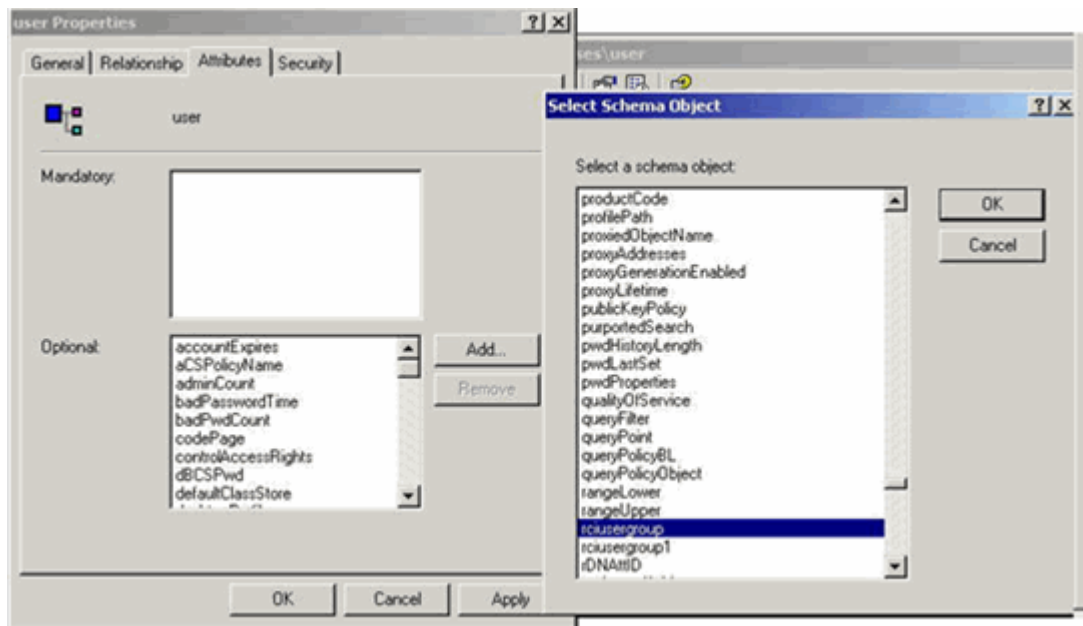 user Properties
General Relationship Attributes Security
user
Mandatory:
Optional:
accountExpires
aCSPolicyName
adminCount
badPasswordTime
badPwdCount
codePage
controlAccessRights
dBCSPwd
defaultClassStore
Add...
Remove
OK Cancel Apply
ses\user
Select Schema Object
Select a schema object:
productCode
profilePath
proxiedObjectName
proxyAddresses
proxyGenerationEnabled
proxyLifetime
publicKeyPolicy
purportedSearch
pwdHistoryLength
pwdLastSet
pwdProperties
qualityOfService
queryFilter
queryPoint
queryPolicyBL
queryPolicyObject
rangeLower
rangeUpper
rciusergroup
rciusergroup1
rDNAttID
OK
Cancel